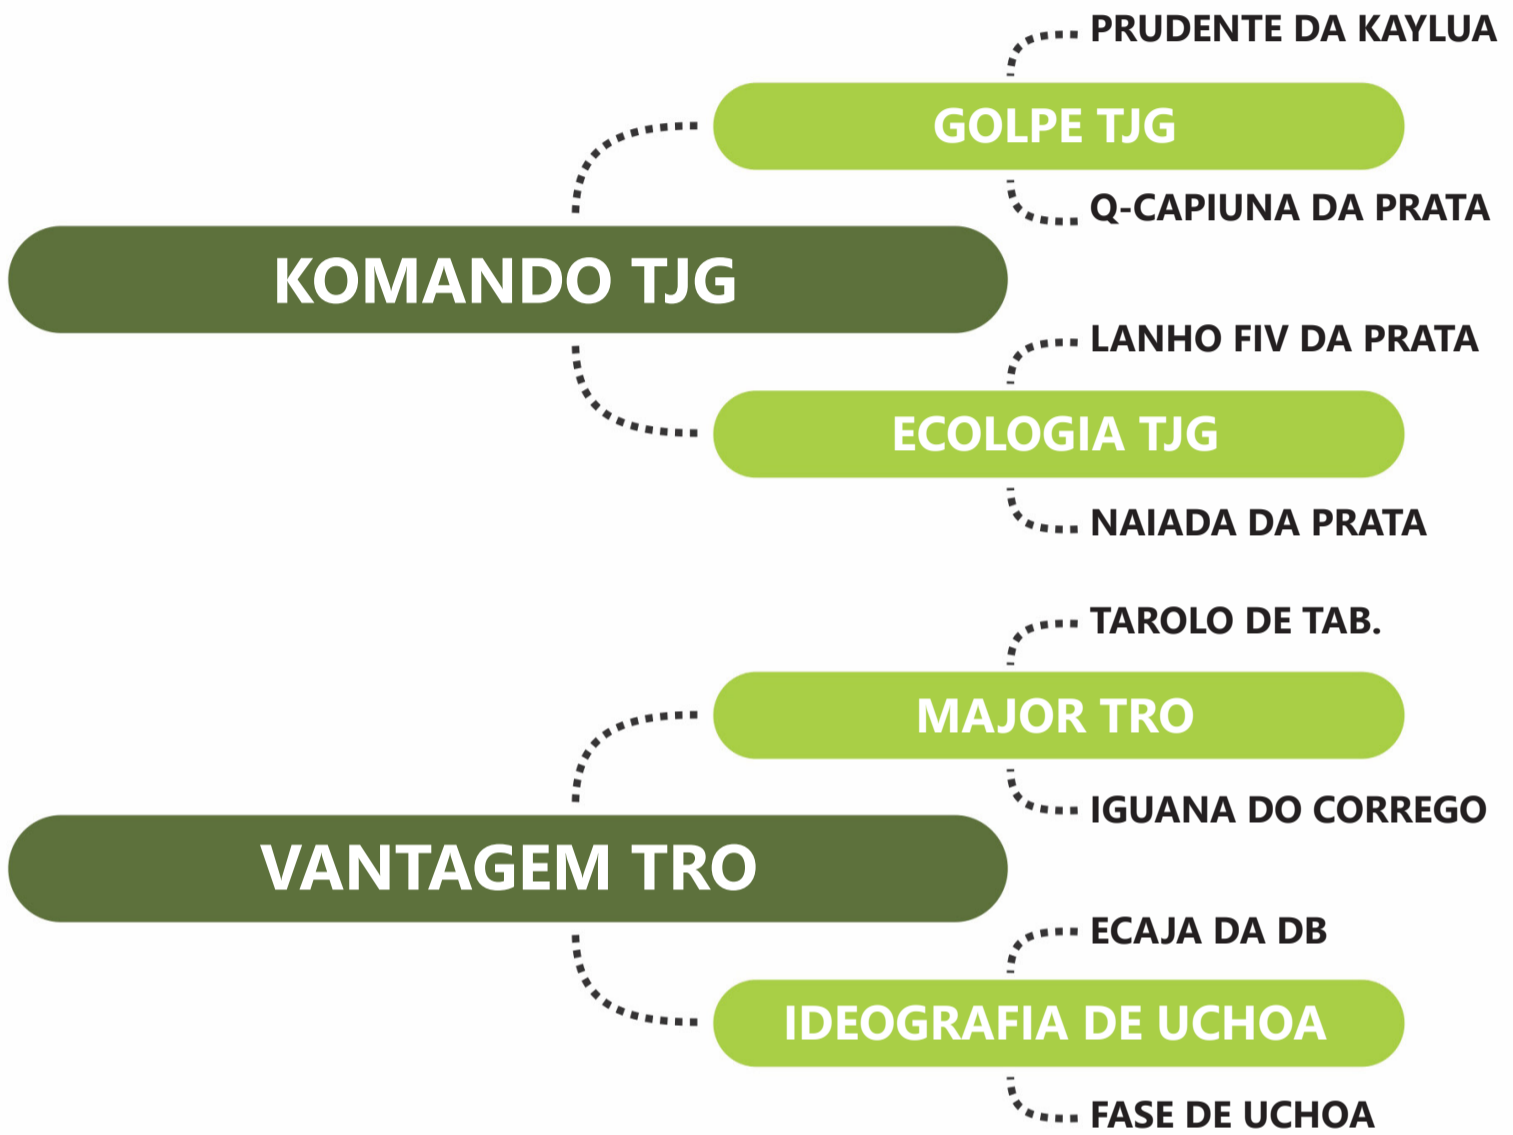 PRUDENTE DA KAYLUA
GOLPE TJG
Q-CAPIUNA DA PRATA
KOMANDO TJG
LANHO FIV DA PRATA
ECOLOGIA TJG
NAIADA DA PRATA
TAROLO DE TAB.
MAJOR TRO
IGUANA DO CORREGO
VANTAGEM TRO
ECAJA DA DB
IDEOGRAFIA DE UCHOA
FASE DE UCHOA